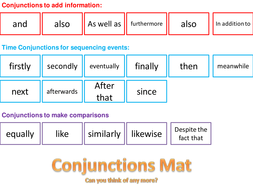 Conjunctions to add information:
and also As well as furthermore also In addition to
Time Conjunctions for sequencing events:
firstly secondly eventually finally then meanwhile
next afterwards After that since
Conjunctions to make comparisons
equally like similarly likewise Despite the fact that
Conjunctions Mat
Can you think of any more?